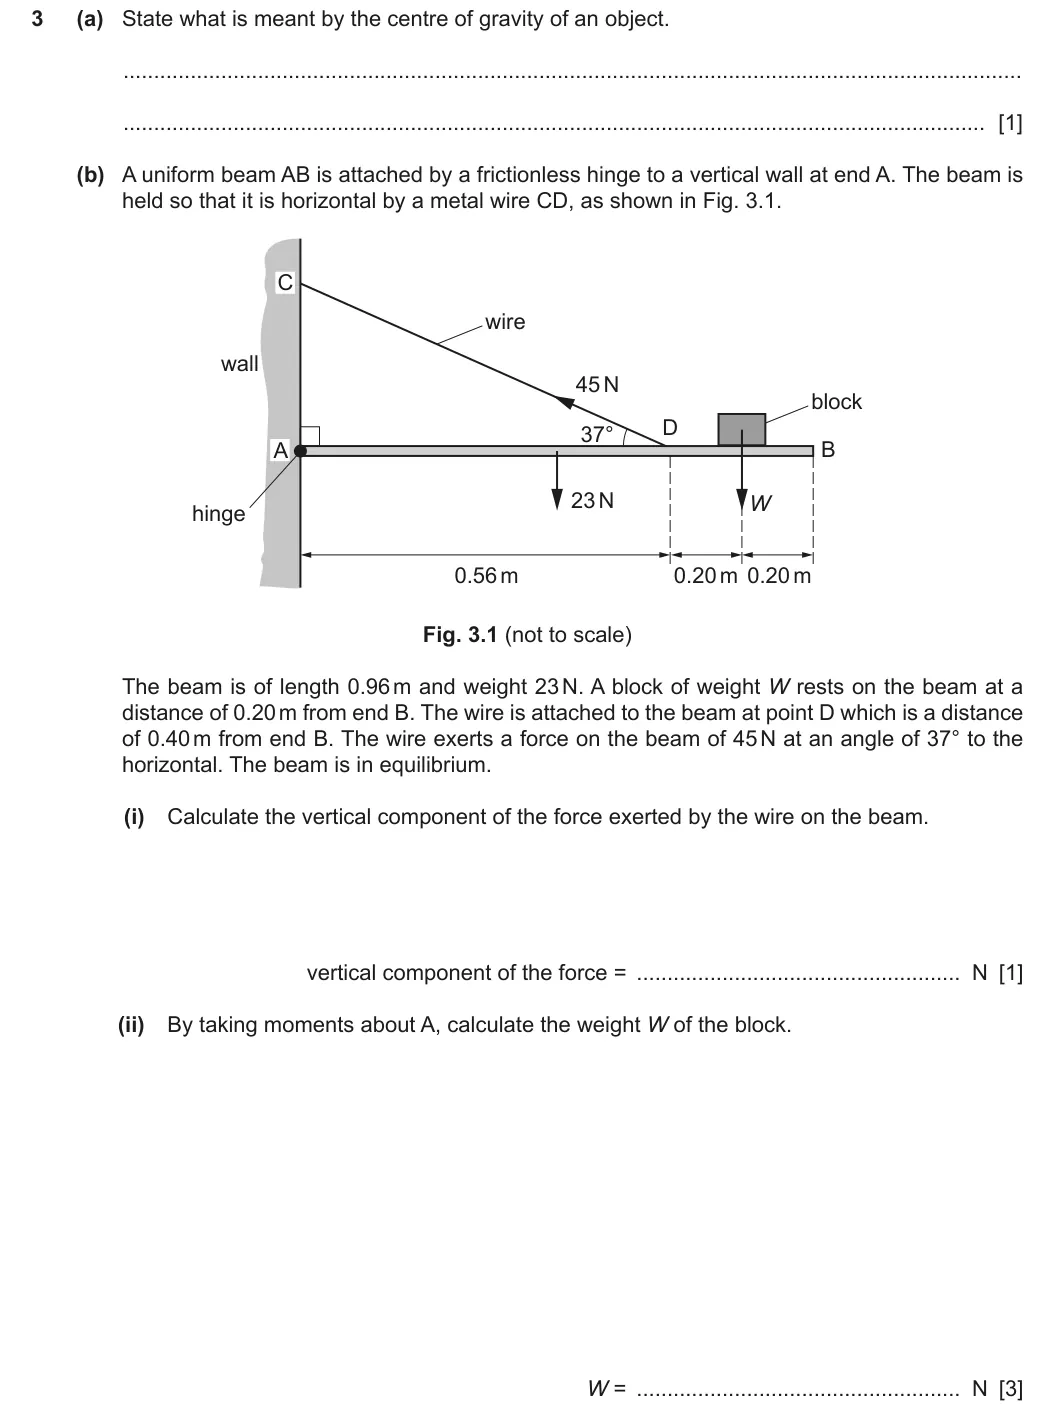 3 (a) State what is meant by the centre of gravity of an object.
..........................................................................................................................................................
.................................................................................................................................................... [1]
(b) A uniform beam AB is attached by a frictionless hinge to a vertical wall at end A. The beam is
held so that it is horizontal by a metal wire CD, as shown in Fig. 3.1.
C
wire
wall
45 N
block
37°
D
A
B
23 N
W
hinge
0.56 m
0.20 m
0.20 m
Fig. 3.1 (not to scale)
The beam is of length 0.96 m and weight 23 N. A block of weight W rests on the beam at a
distance of 0.20 m from end B. The wire is attached to the beam at point D which is a distance
of 0.40 m from end B. The wire exerts a force on the beam of 45 N at an angle of 37° to the
horizontal. The beam is in equilibrium.
(i) Calculate the vertical component of the force exerted by the wire on the beam.
vertical component of the force = ...................................................... N [1]
(ii) By taking moments about A, calculate the weight W of the block.
W = ...................................................... N [3]